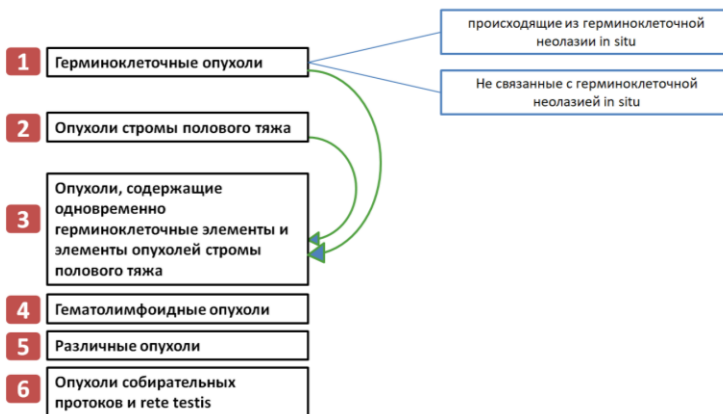 происходящие из герминоклеточной
неолазии in situ
1
Герминоклеточные опухоли
Не связанные с герминоклеточной
неолазией in situ
2
Опухоли стромы полового тяжа
3
Опухоли, содержащие
одновременно
герминоклеточные элементы и
элементы опухолей стромы
полового тяжа
4
Гематолимфоидные опухоли
5
Различные опухоли
6
Опухоли собирательных
протоков и rete testis